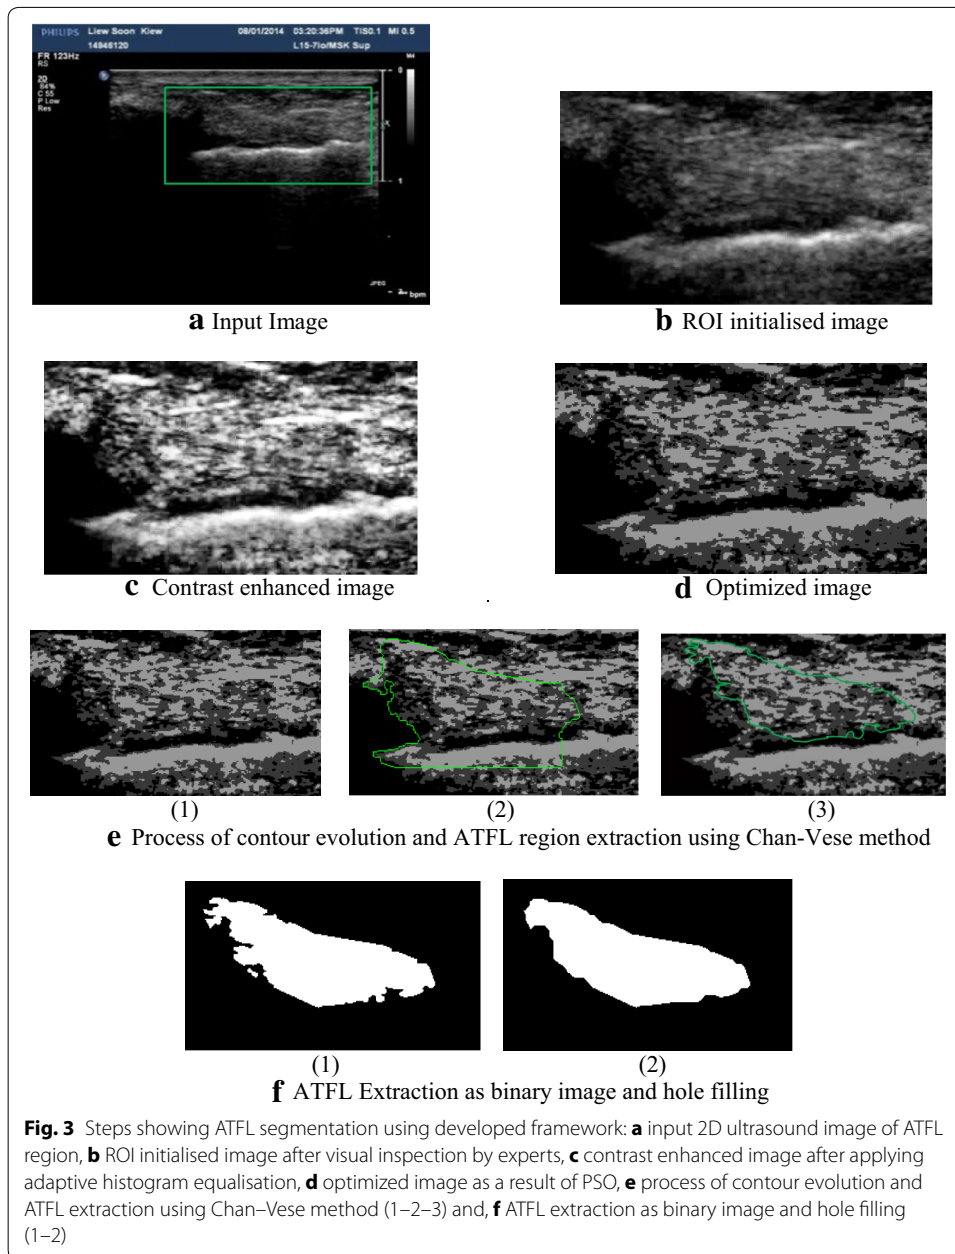 PHILIPS Liew Soon Kiew 08/01/2014 03:20:36PM TIS0.1 MI 0.5
14946120 L15-7io/MSK Sup
FR 123Hz
RS
2D
84%
C 55
P Low
Res
M4
0
X
1
JPEG
2
bpm
a Input Image
b ROI initialised image
c Contrast enhanced image
d Optimized image
(1) (2) (3)
e Process of contour evolution and ATFL region extraction using Chan-Vese method
(1) (2)
f ATFL Extraction as binary image and hole filling
Fig. 3 Steps showing ATFL segmentation using developed framework: a input 2D ultrasound image of ATFL
region, b ROI initialised image after visual inspection by experts, c contrast enhanced image after applying
adaptive histogram equalisation, d optimized image as a result of PSO, e process of contour evolution and
ATFL extraction using Chan–Vese method (1–2–3) and, f ATFL extraction as binary image and hole filling
(1–2)